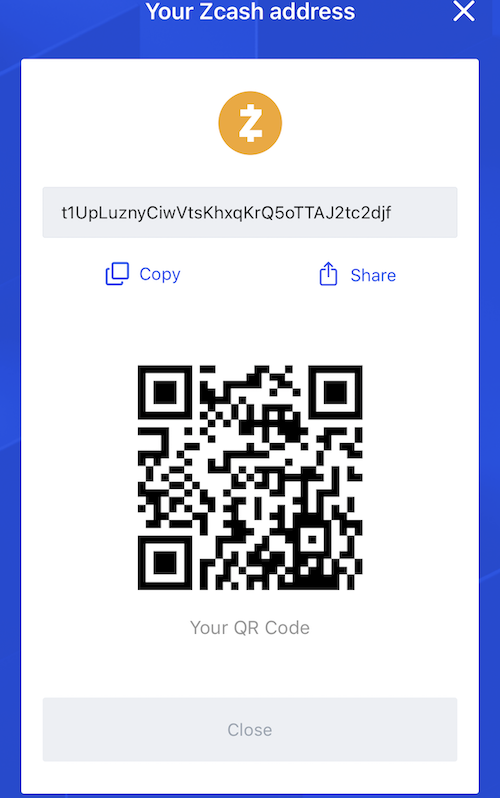 Your Zcash address
t1UpLuznyCiwVtsKhxqKrQ5oTTAJ2tc2djf
Copy
Share
Your QR Code
Close